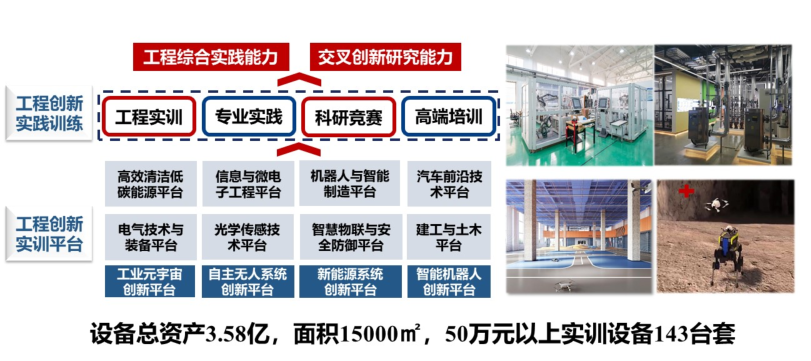 工程综合实践能力
交叉创新研究能力
工程创新
实践训练
工程实训
专业实践
科研竞赛
高端培训
工程创新
实训平台
高效清洁低
碳能源平台
信息与微电
子工程平台
机器人与智能
制造平台
汽车前沿技
术平台
电气技术与
装备平台
光学传感技
术平台
智慧物联与安
全防御平台
建工与土木
平台
工业元宇宙
创新平台
自主无人系统
创新平台
新能源系统
创新平台
智能机器人
创新平台
设备总资产3.58亿，面积15000㎡，50万元以上实训设备143台套